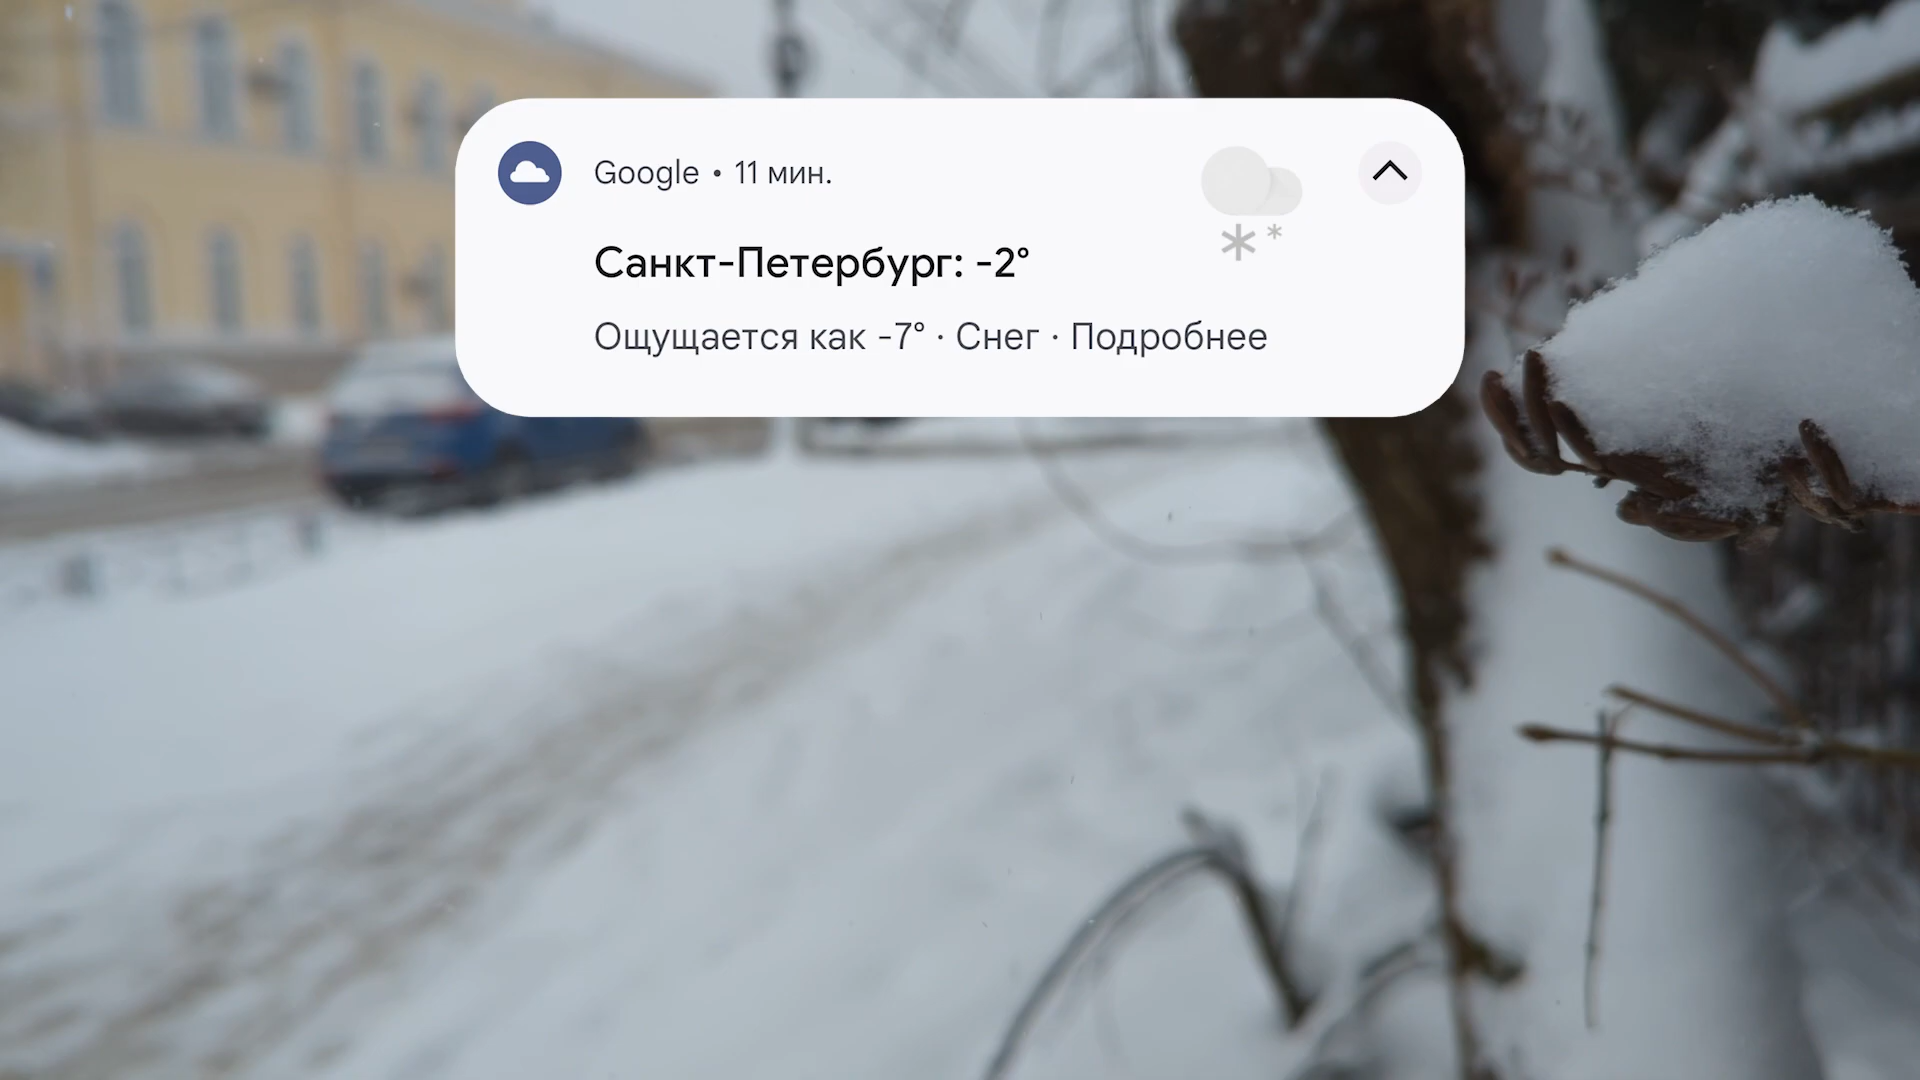 Google • 11 мин.
Санкт-Петербург: -2°
Ощущается как -7° · Снег · Подробнее